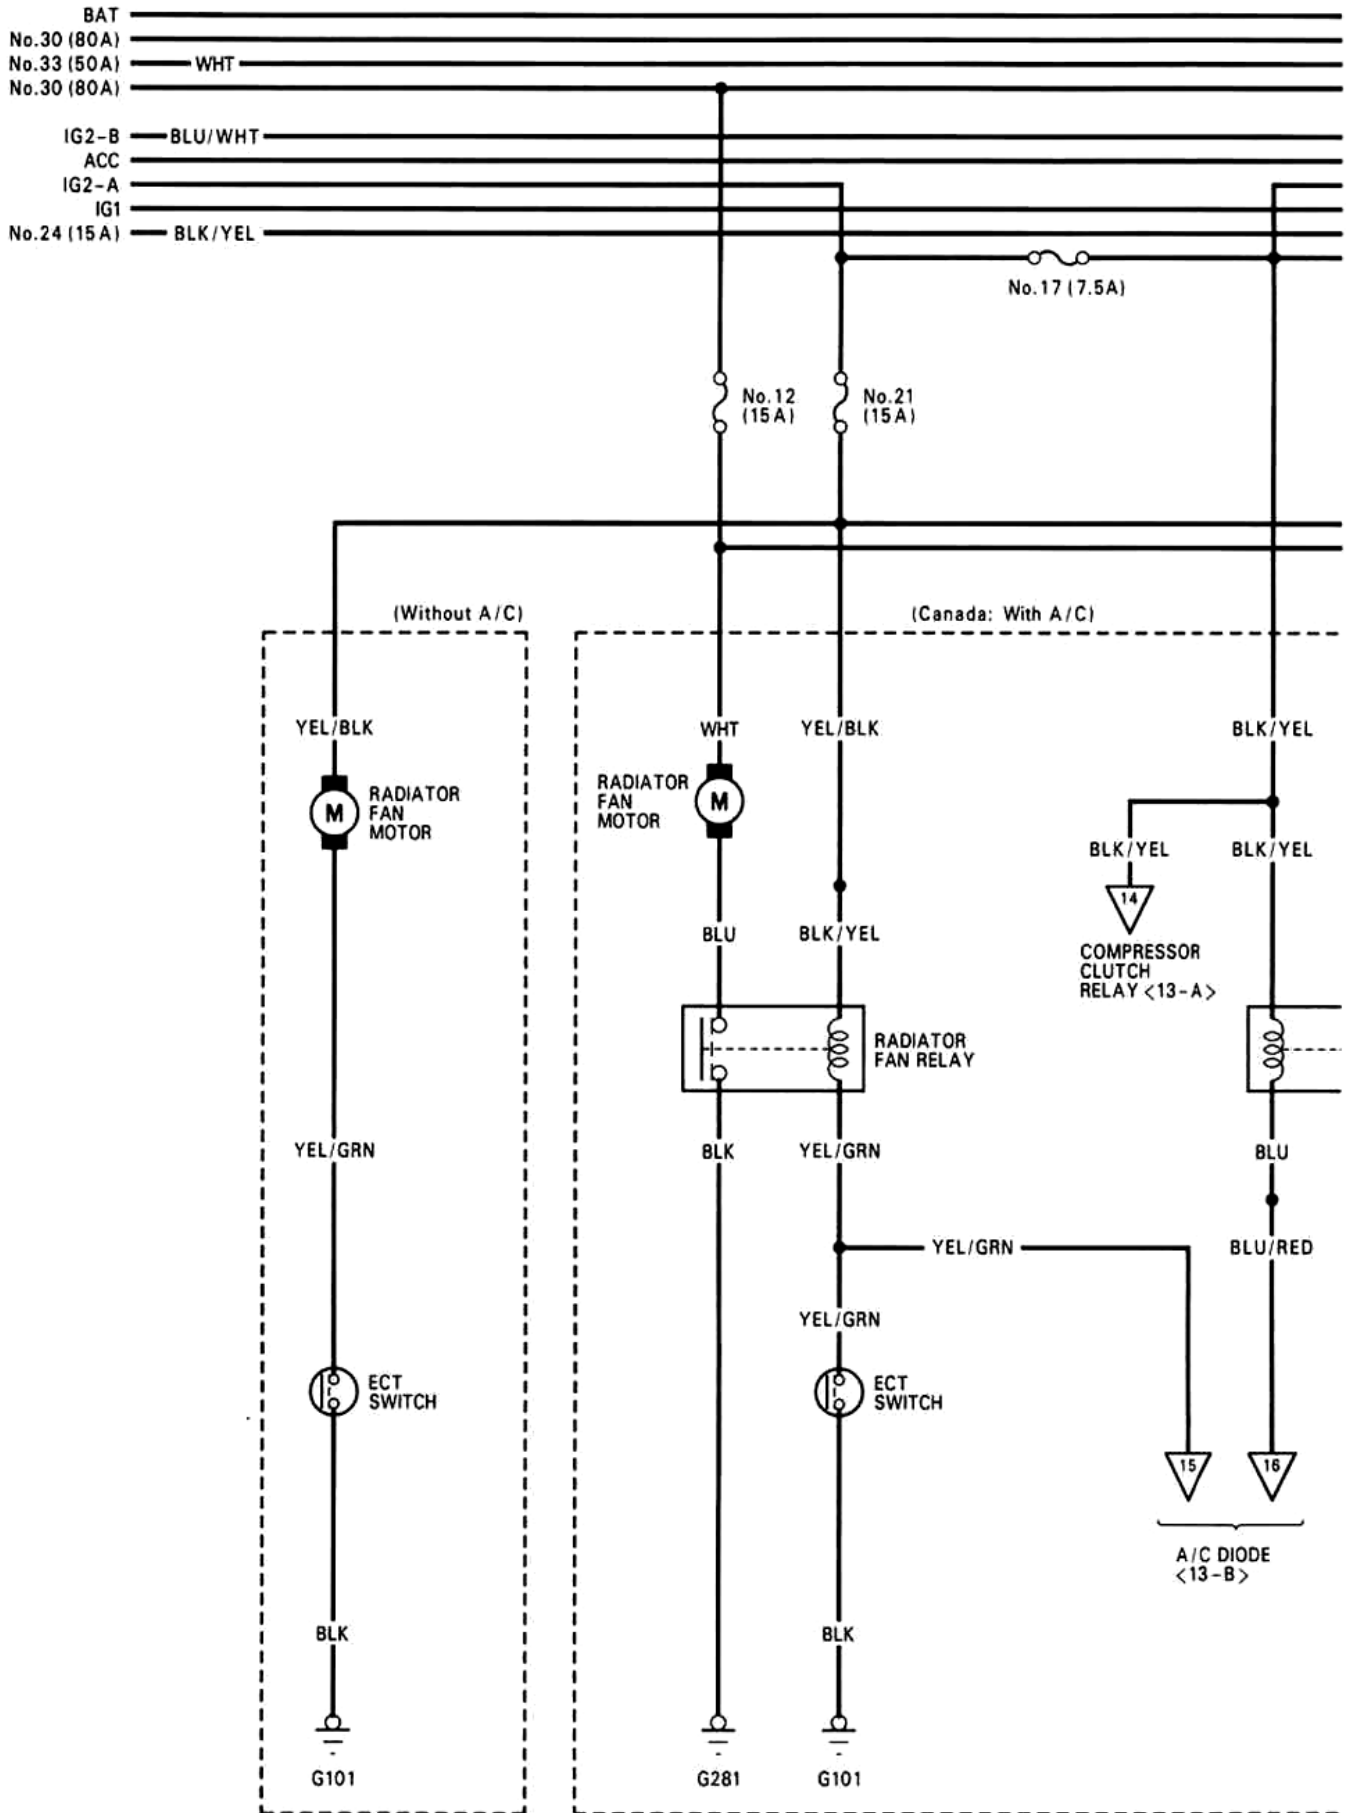 BAT
No.30 (80A)
No.33 (50A) WHT
No.30 (80A)
IG2-B BLU/WHT
ACC
IG2-A
IG1
No.24 (15A) BLK/YEL
No.17 (7.5A)
No.12
(15A)
No.21
(15A)
(Without A/C)
(Canada: With A/C)
YEL/BLK
WHT
YEL/BLK
BLK/YEL
RADIATOR
FAN
MOTOR
M
RADIATOR
FAN
MOTOR
M
BLK/YEL
BLK/YEL
14
COMPRESSOR
CLUTCH
RELAY <13-A>
BLU
BLK/YEL
RADIATOR
FAN RELAY
YEL/GRN
BLK
YEL/GRN
BLU
YEL/GRN
BLU/RED
YEL/GRN
ECT
SWITCH
ECT
SWITCH
15
16
A/C DIODE
<13-B>
BLK
BLK
G101
G281
G101